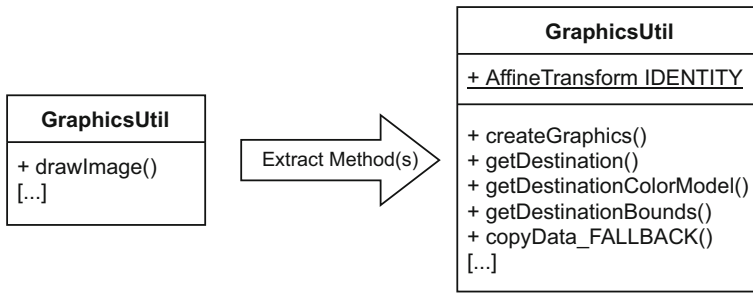 GraphicsUtil
+ drawImage()
[...]
Extract Method(s)
GraphicsUtil
+ AffineTransform IDENTITY
+ createGraphics()
+ getDestination()
+ getDestinationColorModel()
+ getDestinationBounds()
+ copyData_FALLBACK()
[...]